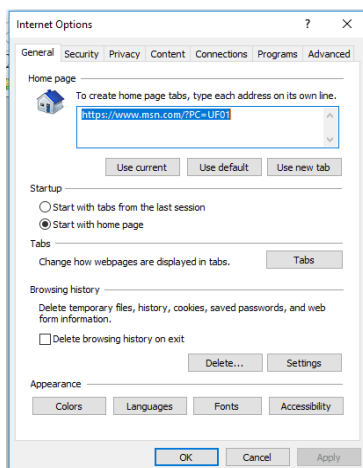 Internet Options ? X
General Security Privacy Content Connections Programs Advanced
Home page
To create home page tabs, type each address on its own line.
https://www.msn.com/?PC=UF01
Use current Use default Use new tab
Startup
Start with tabs from the last session
Start with home page
Tabs
Change how webpages are displayed in tabs. Tabs
Browsing history
Delete temporary files, history, cookies, saved passwords, and web
form information.
Delete browsing history on exit
Delete... Settings
Appearance
Colors Languages Fonts Accessibility
OK Cancel Apply